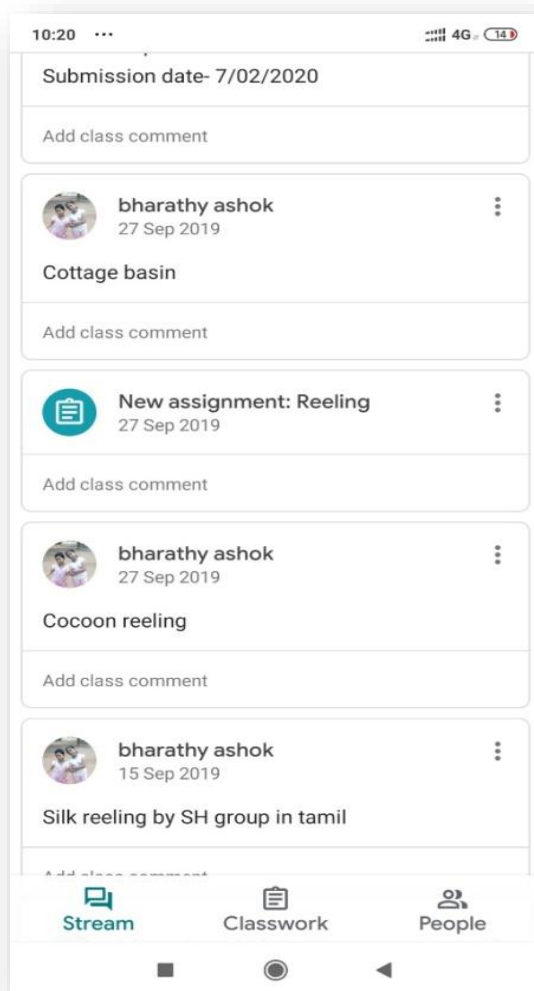 10:20 ...
4G 14
Submission date- 7/02/2020
Add class comment
bharathy ashok
27 Sep 2019
Cottage basin
Add class comment
New assignment: Reeling
27 Sep 2019
Add class comment
bharathy ashok
27 Sep 2019
Cocoon reeling
Add class comment
bharathy ashok
15 Sep 2019
Silk reeling by SH group in tamil
Stream Classwork People